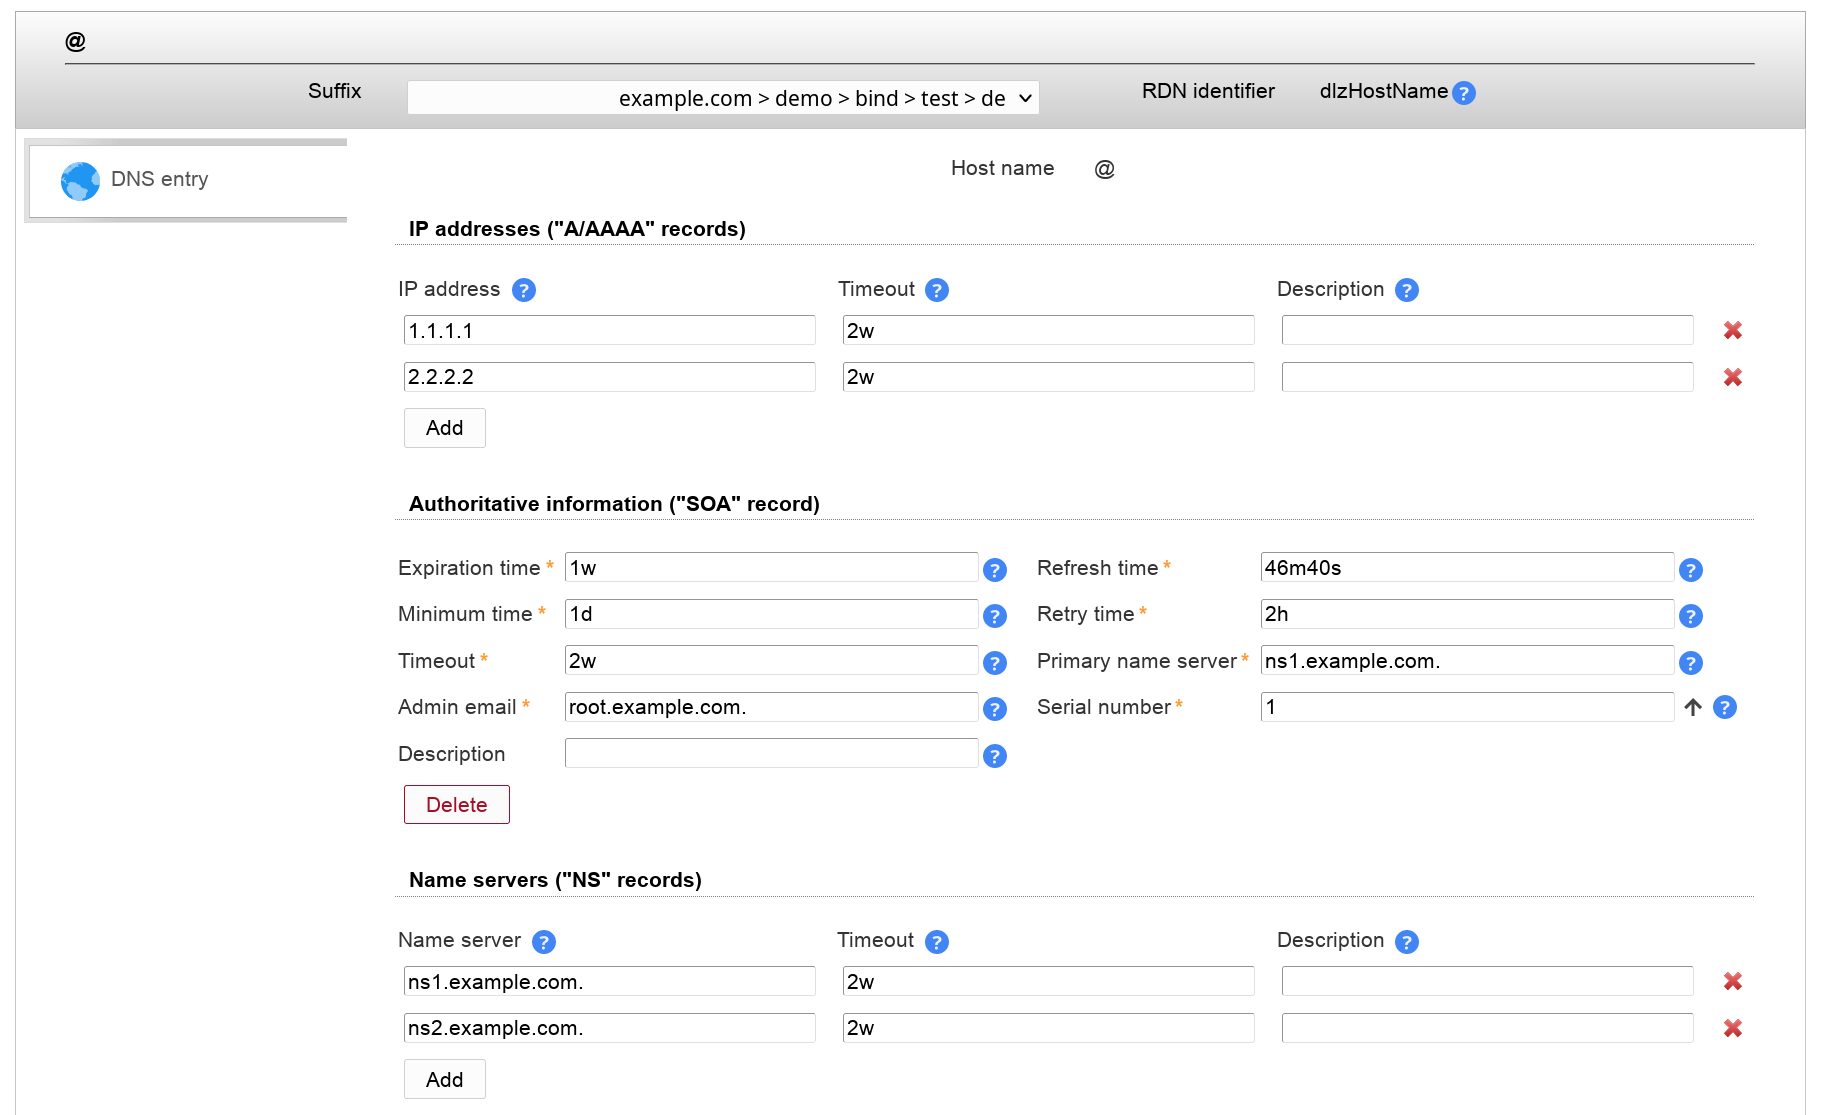 @
Suffix example.com > demo > bind > test > de RDN identifier dlzHostName ?
DNS entry
Host name @
IP addresses ("A/AAAA" records)
IP address ? Timeout ? Description ?
1.1.1.1 2w
2.2.2.2 2w
Add
Authoritative information ("SOA" record)
Expiration time * 1w ? Refresh time * 46m40s ?
Minimum time * 1d ? Retry time * 2h ?
Timeout * 2w ? Primary name server * ns1.example.com. ?
Admin email * root.example.com. ? Serial number * 1 ?
Description ?
Delete
Name servers ("NS" records)
Name server ? Timeout ? Description ?
ns1.example.com. 2w
ns2.example.com. 2w
Add